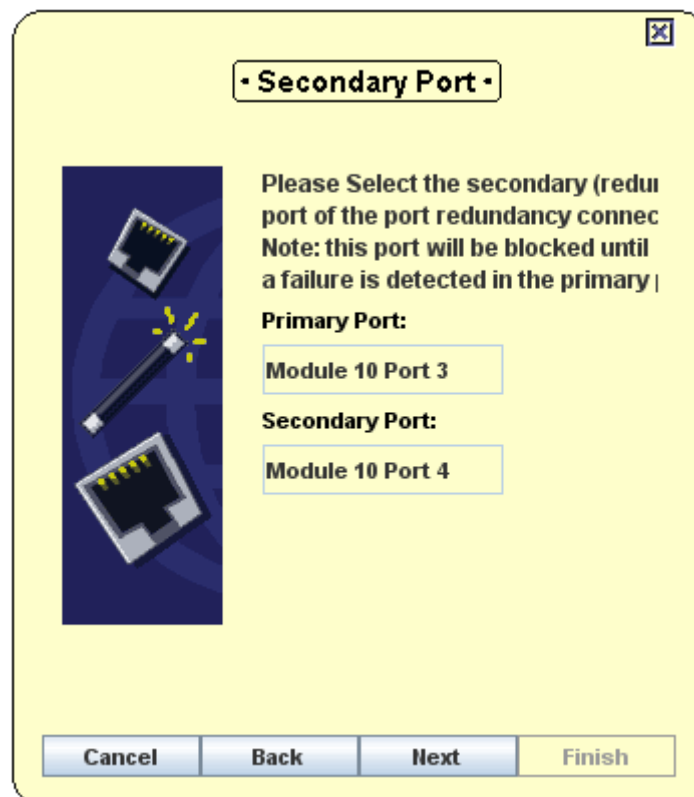 · Secondary Port ·
Please Select the secondary (redu
port of the port redundancy connec
Note: this port will be blocked until
a failure is detected in the primary
Primary Port:
Module 10 Port 3
Secondary Port:
Module 10 Port 4
Cancel Back Next Finish